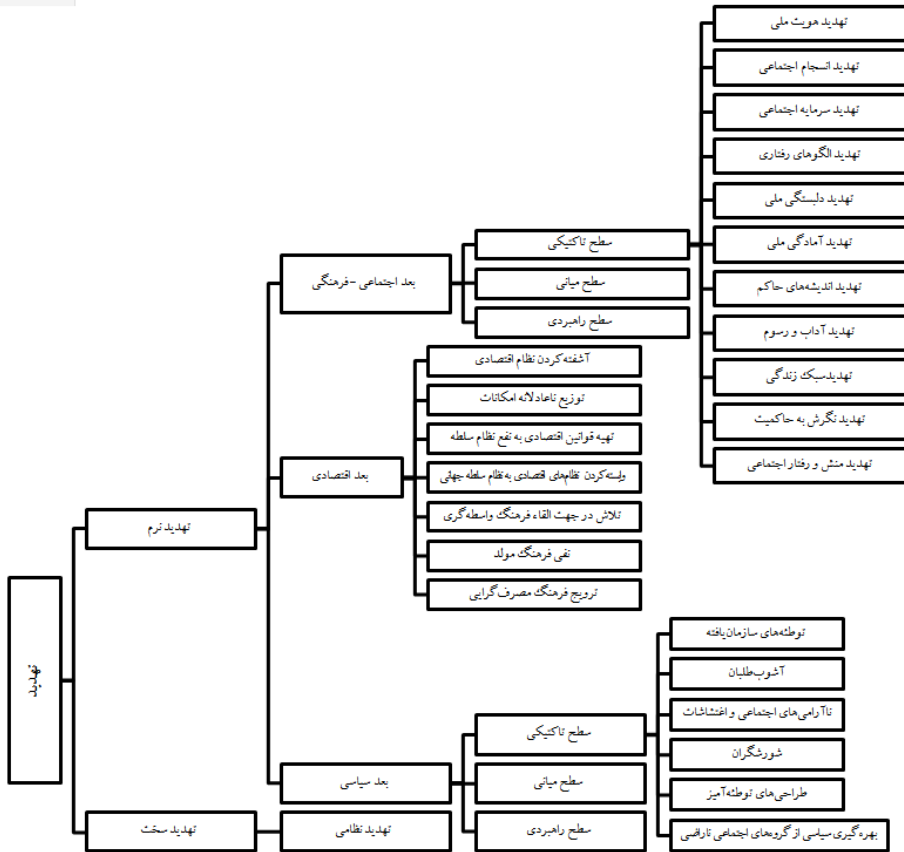 تهدید
تهدید نرم
تهدید سخت
بعد اجتماعی -فرهنگی
بعد اقتصادی
بعد سیاسی
تهدید نظامی
سطح تاکتیکی
سطح میانی
سطح راهبردی
تهدید هویت ملی
تهدید انسجام اجتماعی
تهدید سرمایه اجتماعی
تهدید الگوهای رفتاری
تهدید دلبستگی ملی
تهدید آمادگی ملی
تهدید اندیشه‌های حاکم
تهدید آداب و رسوم
تهدیدسبک زندگی
تهدید نگرش به حاکمیت
تهدید منش و رفتار اجتماعی
آشفته‌کردن نظام اقتصادی
توزیع ناعادلانه امکانات
تهیه قوانین اقتصادی به نفع نظام سلطه
وابسته‌کردن نظام‌های اقتصادی به نظام سلطه جهانی
تلاش در جهت القاء فرهنگ واسطه‌گری
نفی فرهنگ مولد
ترویج فرهنگ مصرف‌گرایی
سطح تاکتیکی
سطح میانی
سطح راهبردی
توطئه‌های سازمان‌یافته
آشوب‌طلبان
ناآرامی‌های اجتماعی و اغتشاشات
شورشگران
طراحی‌های توطئه‌آمیز
بهره‌گیری سیاسی از گروه‌های اجتماعی ناراضی